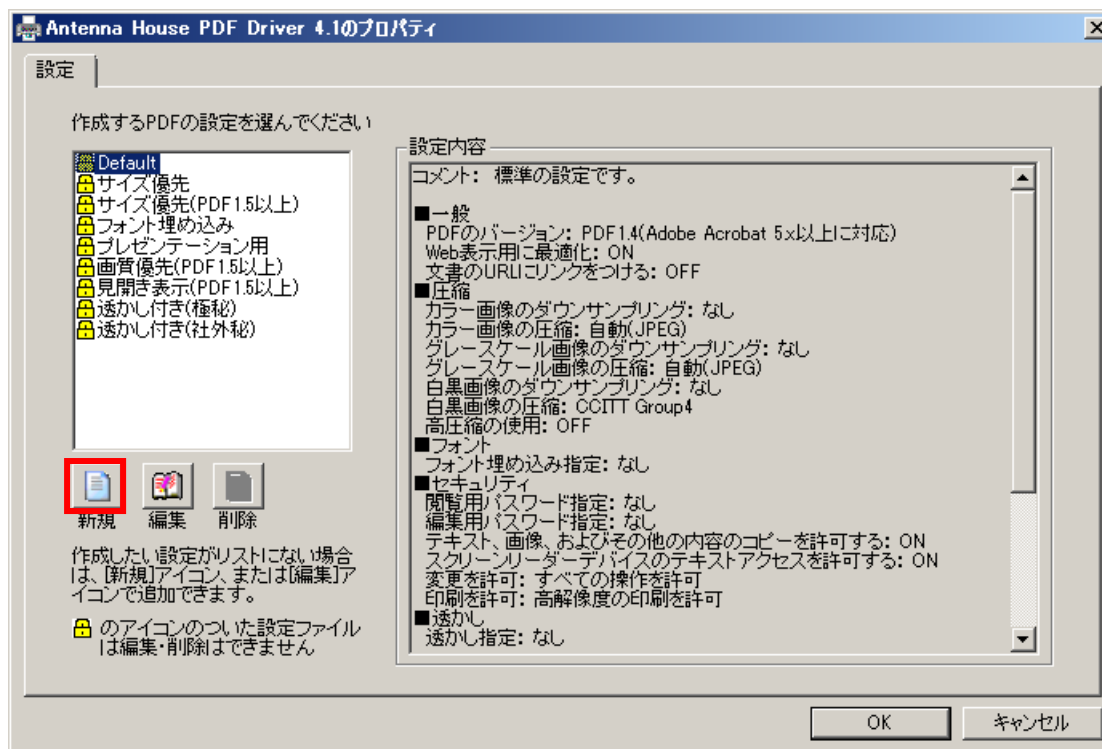 Antenna House PDF Driver 4.1のプロパティ
設定
作成するPDFの設定を選んでください
Default
サイズ優先
サイズ優先(PDF1.5以上)
フォント埋め込み
プレゼンテーション用
画質優先(PDF1.5以上)
見開き表示(PDF1.5以上)
透かし付き(極秘)
透かし付き(社外秘)
新規
編集
削除
作成したい設定がリストにない場合
は、[新規]アイコン、または[編集]ア
イコンで追加できます。
のアイコンのついた設定ファイル
は編集・削除はできません
設定内容
コメント: 標準の設定です。
■一般
PDFのバージョン: PDF1.4(Adobe Acrobat 5.x以上に対応)
Web表示用に最適化: ON
文書のURLにリンクをつける: OFF
■圧縮
カラー画像のダウンサンプリング: なし
カラー画像の圧縮: 自動(JPEG)
グレースケール画像のダウンサンプリング: なし
グレースケール画像の圧縮: 自動(JPEG)
白黒画像のダウンサンプリング: なし
白黒画像の圧縮: CCITT Group4
高圧縮の使用: OFF
■フォント
フォント埋め込み指定: なし
■セキュリティ
閲覧用パスワード指定: なし
編集用パスワード指定: なし
テキスト、画像、およびその他の内容のコピーを許可する: ON
スクリーンリーダーデバイスのテキストアクセスを許可する: ON
変更を許可: すべての操作を許可
印刷を許可: 高解像度の印刷を許可
■透かし
透かし指定: なし
OK
キャンセル